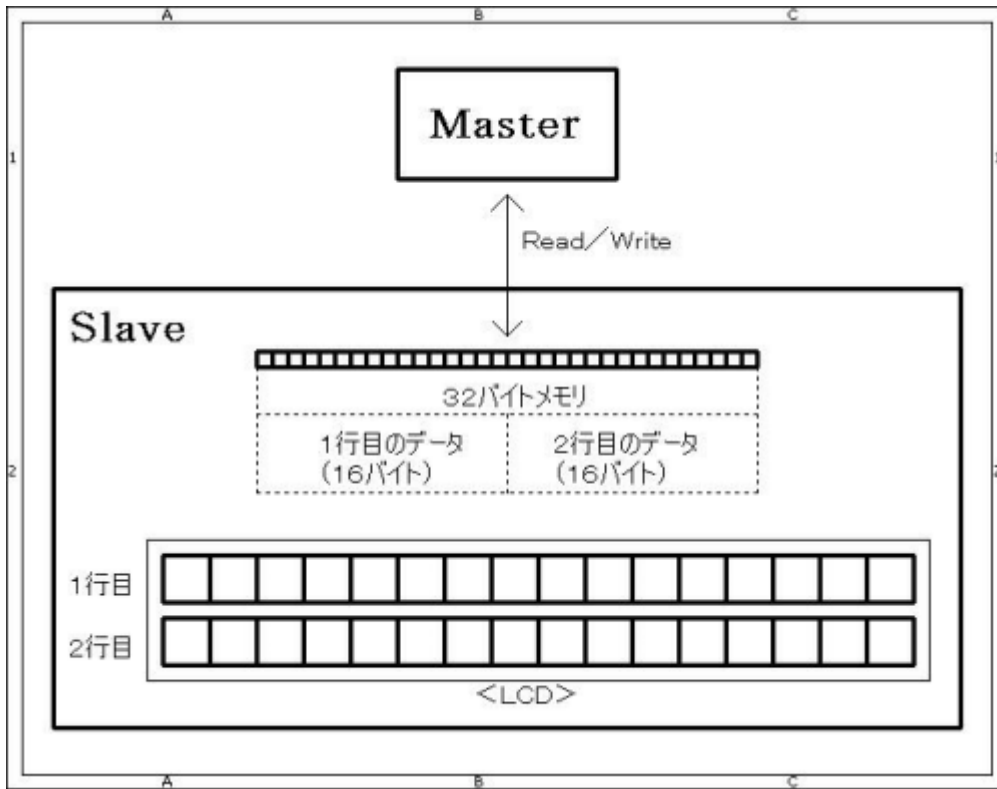 A B C
1
Master
Read／Write
Slave
32バイトメモリ
1行目のデータ
（16バイト）
2行目のデータ
（16バイト）
2
2
1行目
2行目
＜LCD＞
A B C